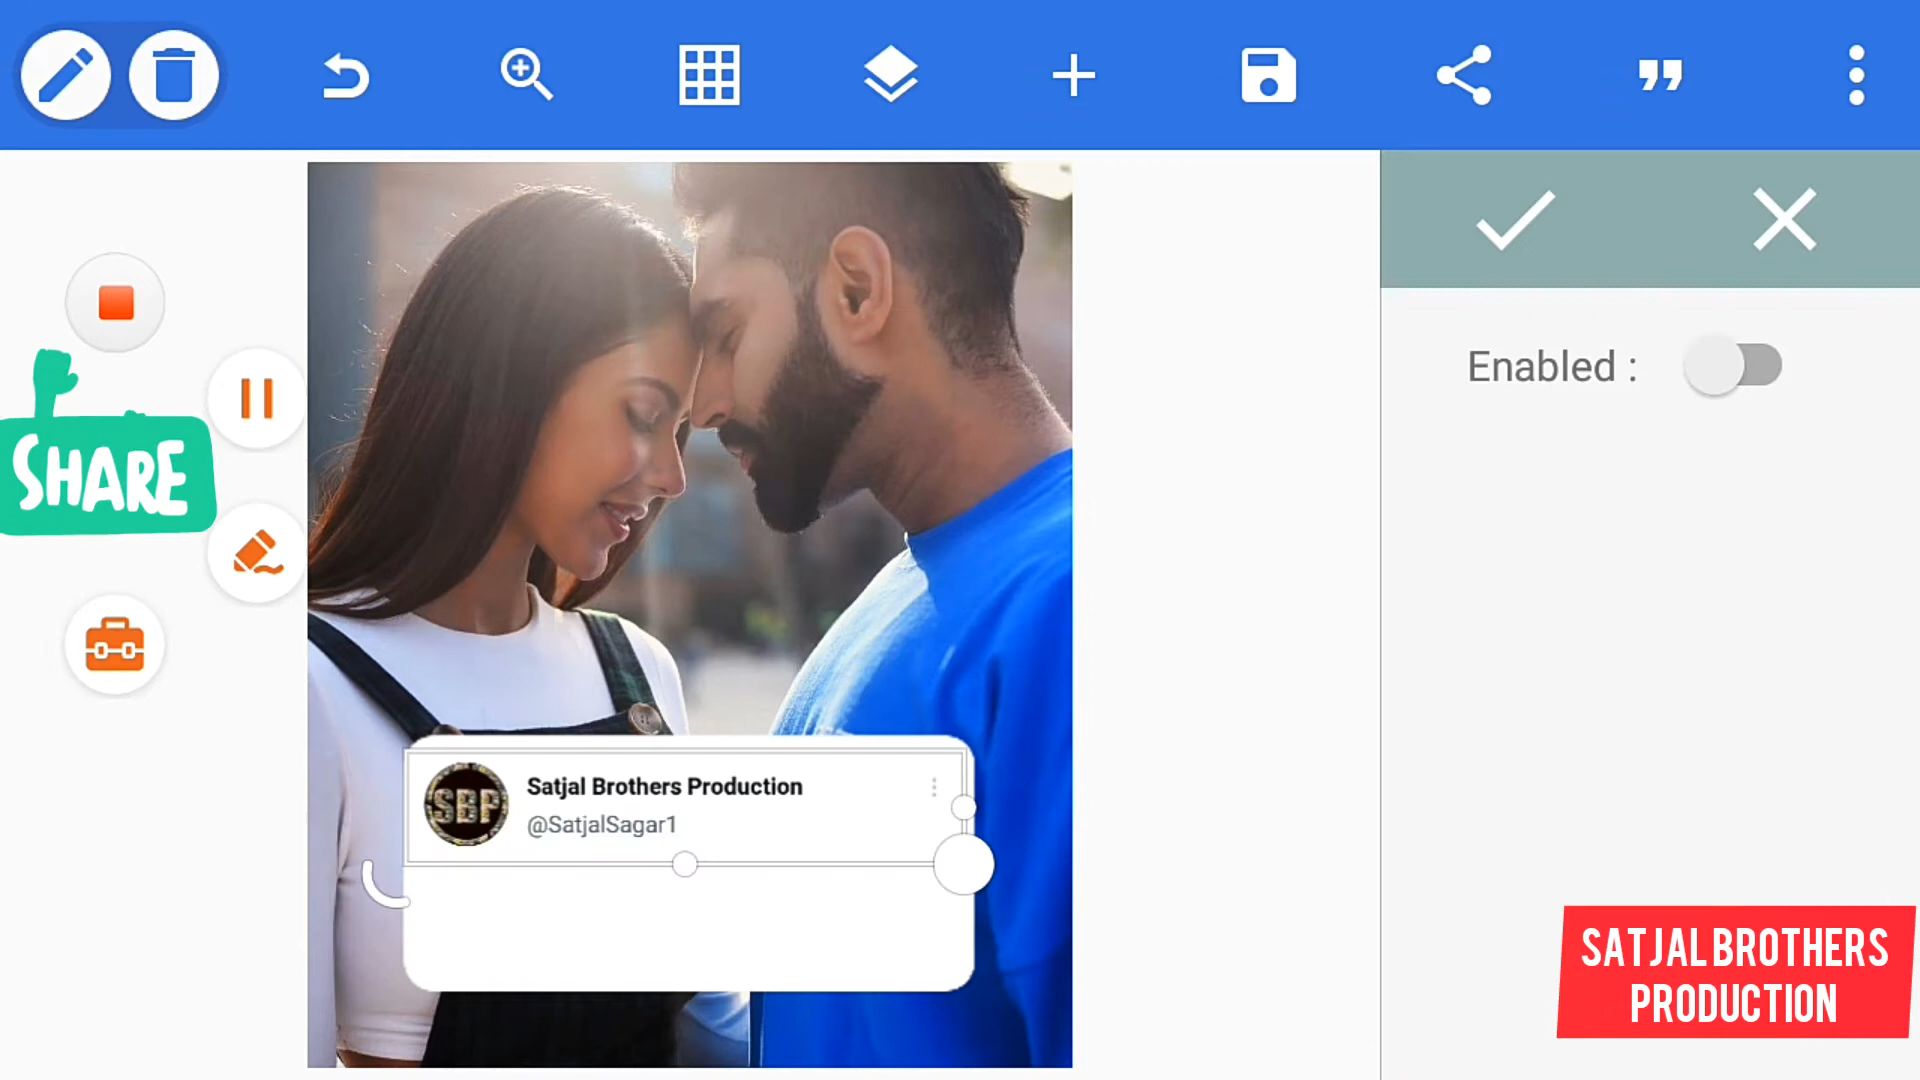 SHARE
Enabled :
SBP
Satjal Brothers Production
@SatjalSagar1
SATJAL BROTHERS
PRODUCTION